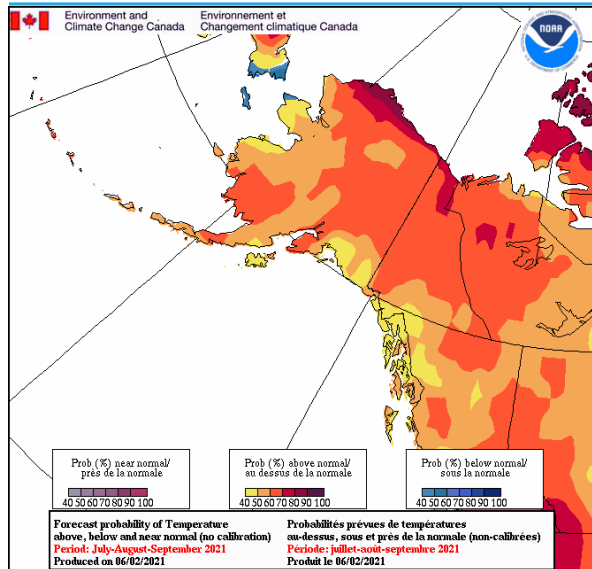 Environment and Environnement et
Climate Change Canada Changement climatique Canada
NOAA
Prob (%) near normal/
près de la normale
40 50 60 70 80 90 100
Prob (%) above normal/
au dessus de la normale
40 50 60 70 80 90 100
Prob (%) below normal/
sous la normale
40 50 60 70 80 90 100
Forecast probability of Temperature
above, below and near normal (no calibration)
Period: July-August-September 2021
Produced on 06/02/2021
Probabilités prévues de températures
au-dessus, sous et près de la normale (non-calibrées)
Période: juillet-août-septembre 2021
Produit le 06/02/2021